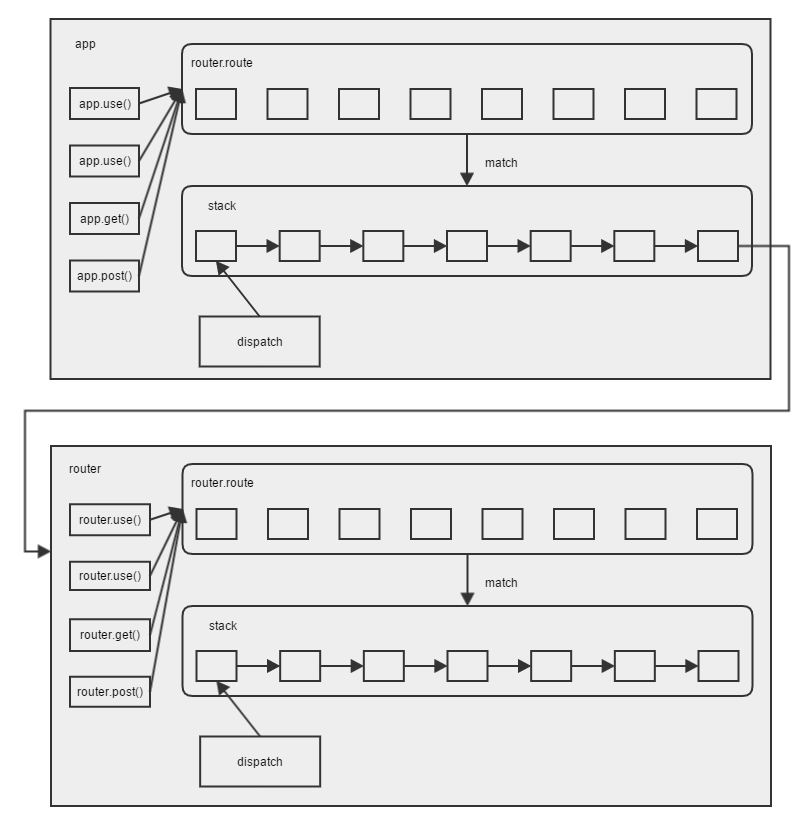 app
router.route
app.use()
app.use()
match
stack
app.get()
app.post()
dispatch
router
router.route
router.use()
router.use()
match
stack
router.get()
router.post()
dispatch